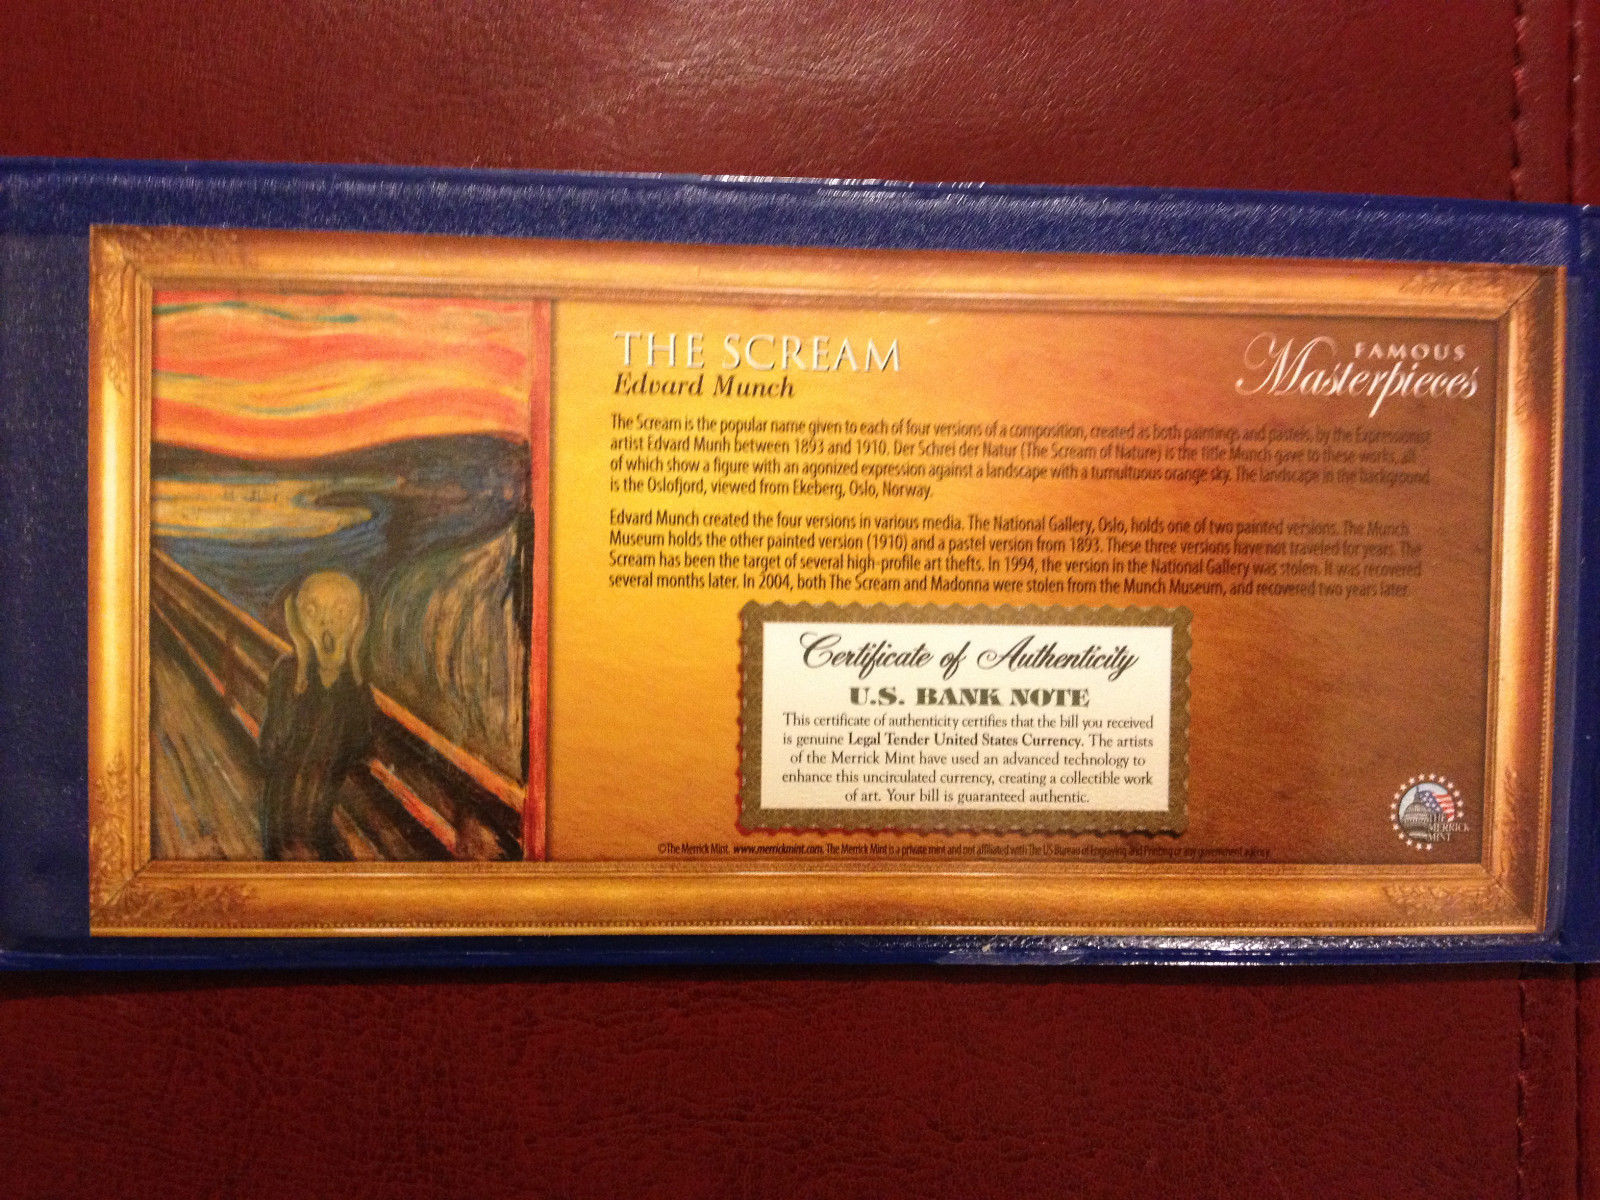 THE SCREAM
Edvard Munch
FAMOUS
Masterpieces
The Scream is the popular name given to each of four versions of a composition, created as both paintings and pastels, by the Expressionist
artist Edvard Munh between 1893 and 1910. Der Schrei der Natur (The Scream of Nature) is the title Munch gave to these works, all
of which show a figure with an agonized expression against a landscape with a tumultuous orange sky. The landscape in the background
is the Oslofjord, viewed from Ekeberg, Oslo, Norway.
Edvard Munch created the four versions in various media. The National Gallery, Oslo, holds one of two painted versions. The Munch
Museum holds the other painted version (1910) and a pastel version from 1893. These three versions have not traveled for years. The
Scream has been the target of several high-profile art thefts. In 1994, the version in the National Gallery was stolen. It was recovered
several months later. In 2004, both The Scream and Madonna were stolen from the Munch Museum, and recovered two years later.
Certificate of Authenticity
U.S. BANK NOTE
This certificate of authenticity certifies that the bill you received
is genuine Legal Tender United States Currency. The artists
of the Merrick Mint have used an advanced technology to
enhance this uncirculated currency, creating a collectible work
of art. Your bill is guaranteed authentic.
THE
MERRICK
MINT
©The Merrick Mint. www.merrickmint.com. The Merrick Mint is a private mint and not affiliated with The US Bureau of Engraving and Printing or any government agency.